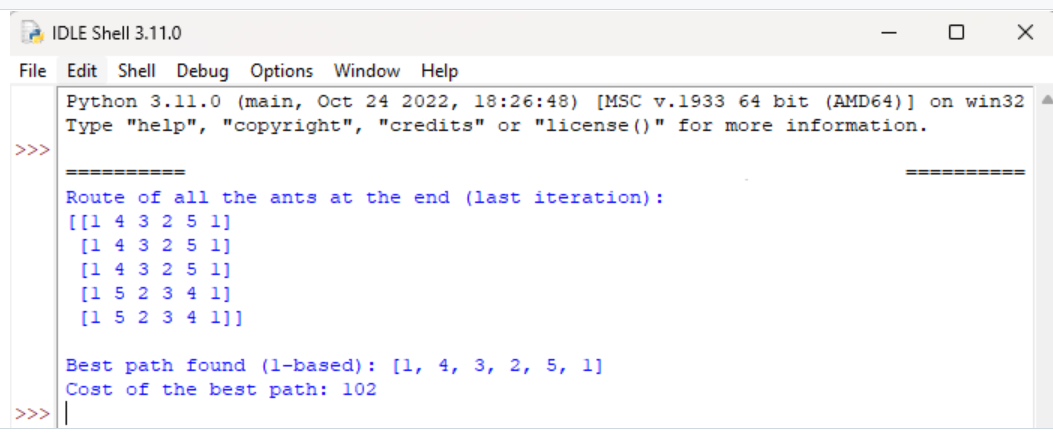 IDLE Shell 3.11.0
File Edit Shell Debug Options Window Help
Python 3.11.0 (main, Oct 24 2022, 18:26:48) [MSC v.1933 64 bit (AMD64)] on win32
Type "help", "copyright", "credits" or "license()" for more information.
>>>
========== ==========
Route of all the ants at the end (last iteration):
[[1 4 3 2 5 1]
[1 4 3 2 5 1]
[1 4 3 2 5 1]
[1 5 2 3 4 1]
[1 5 2 3 4 1]]
Best path found (1-based): [1, 4, 3, 2, 5, 1]
Cost of the best path: 102
>>>